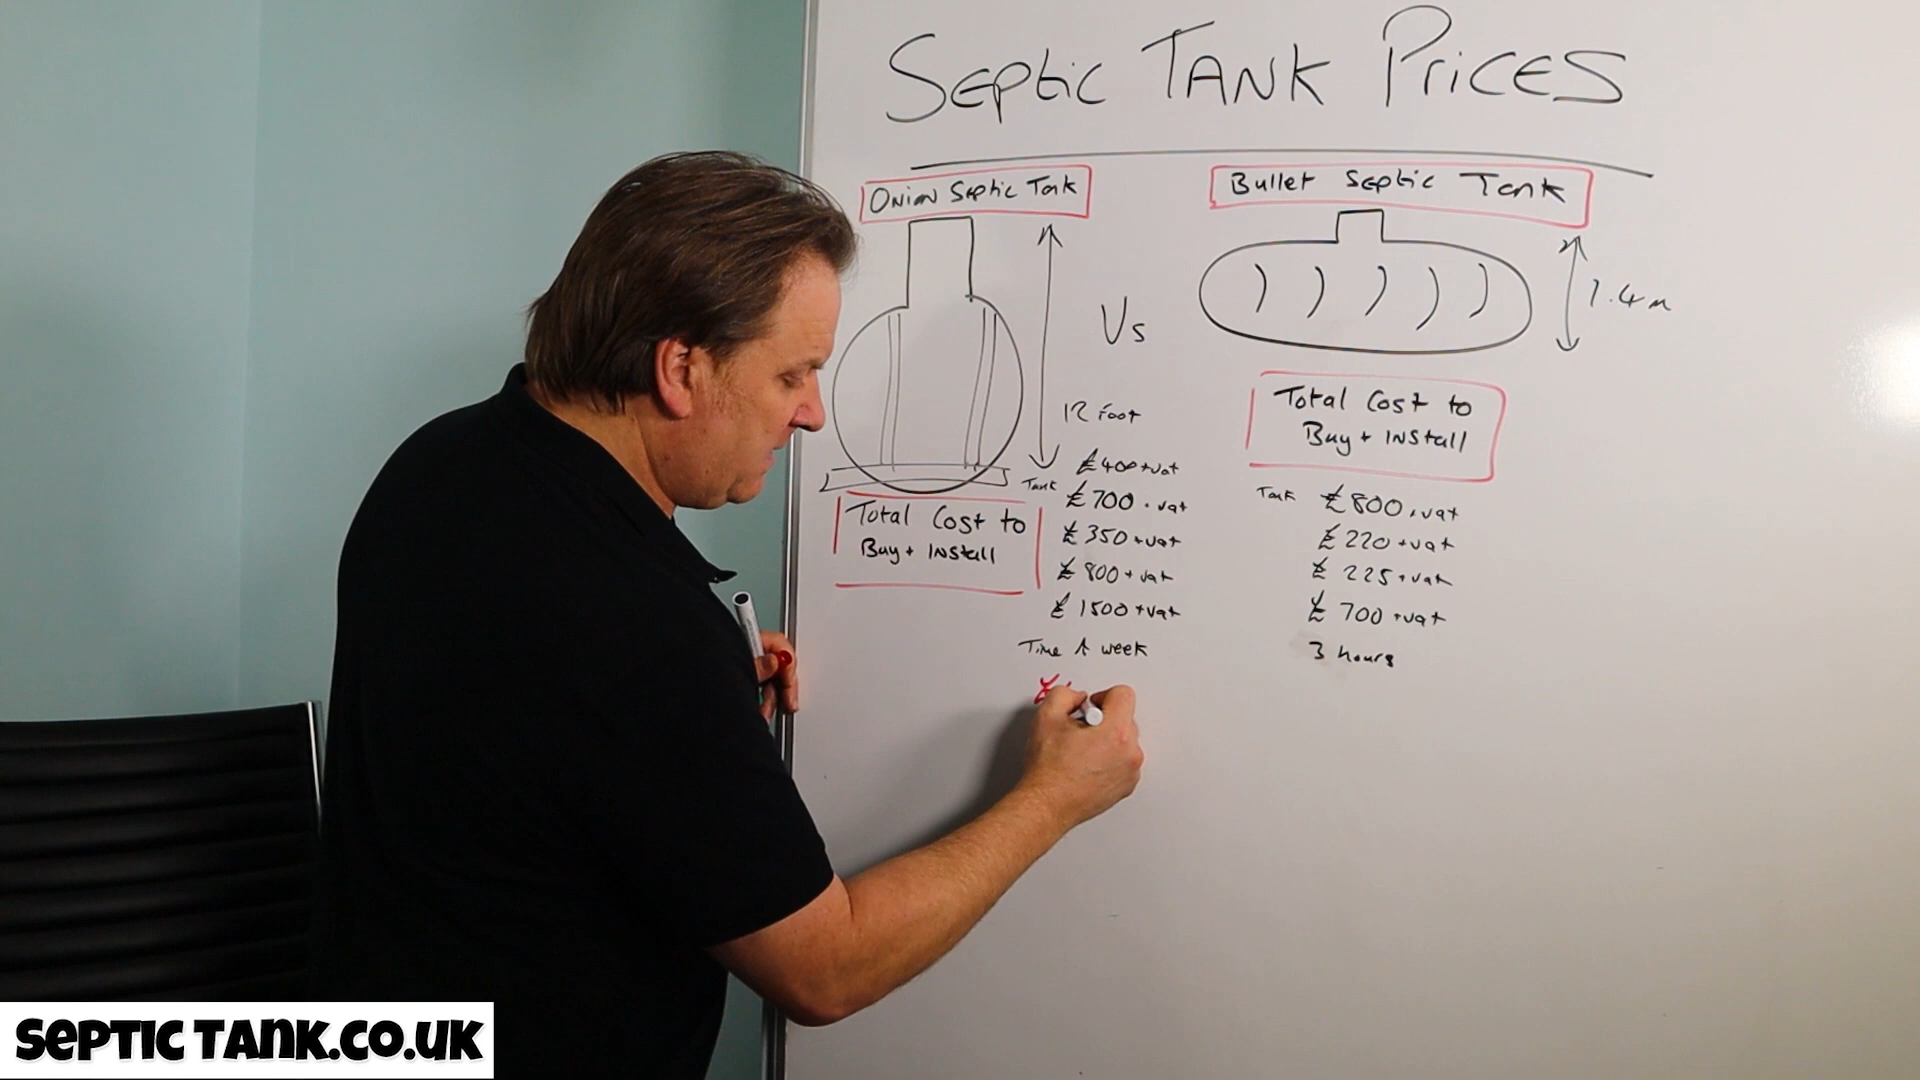 SEPtic TANK PriCES
ONION SEptic Tank
Bullet SEptic Tank
Vs
1.4m
12 Foot
£400+vat
Tank £700+vat
£350+vat
£800+vat
£1500+vat
Time A week
Total Cost to
Buy + INStall
Total Cost to
Buy + INStall
Tank £800+vat
£220+vat
£225+vat
£700+vat
3 hours
£
SEPTIC TANK.CO.UK